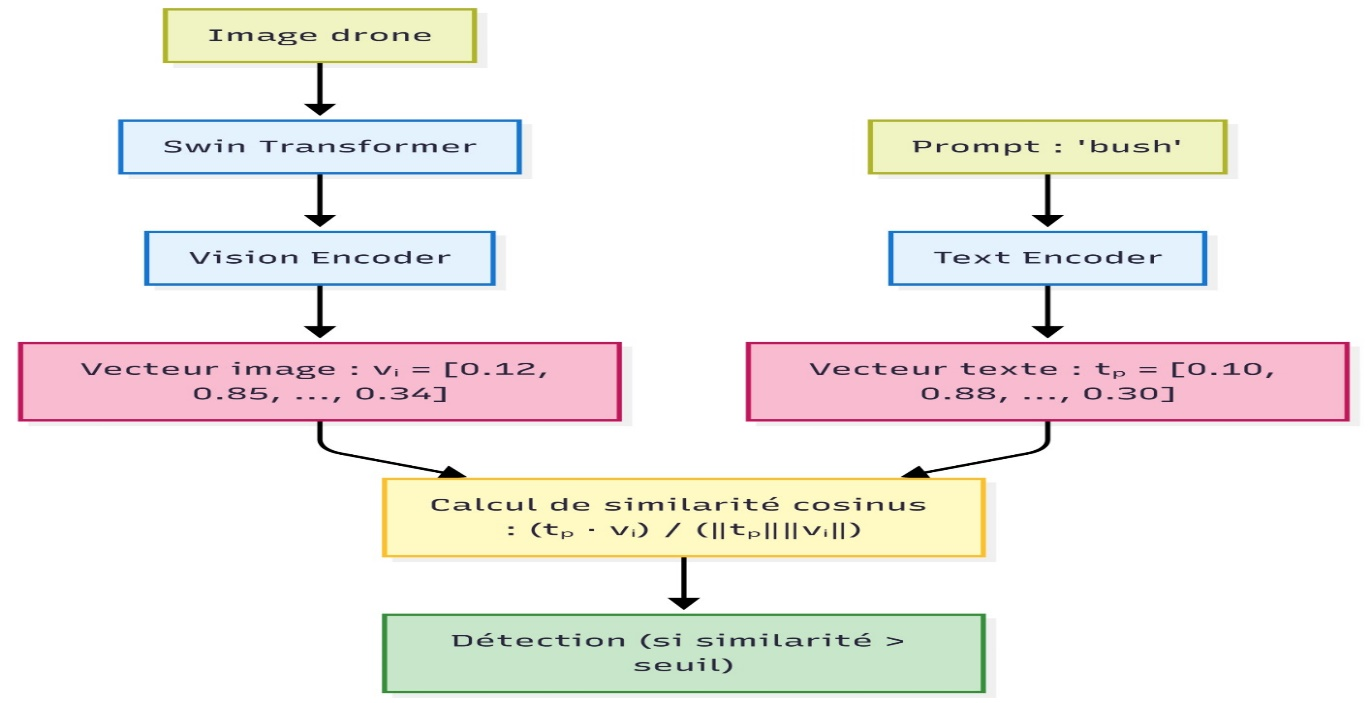 Image drone
Swin Transformer
Prompt : 'bush'
Vision Encoder
Text Encoder
Vecteur image : vᵢ = [0.12,
0.85, ..., 0.34]
Vecteur texte : tₚ = [0.10,
0.88, ..., 0.30]
Calcul de similarité cosinus
: (tₚ · vᵢ) / (||tₚ||||vᵢ||)
Détection (si similarité >
seuil)